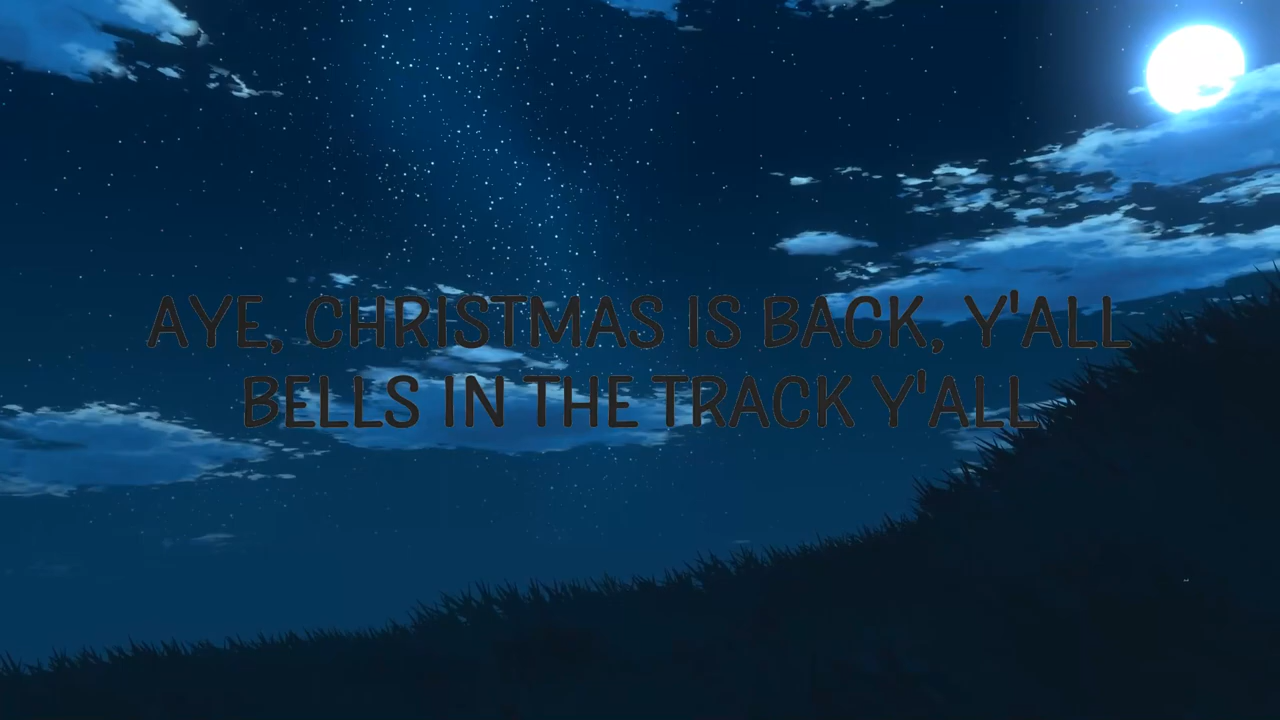 AYE, CHRISTMAS IS BACK, Y'ALL
BELLS IN THE TRACK Y'ALL